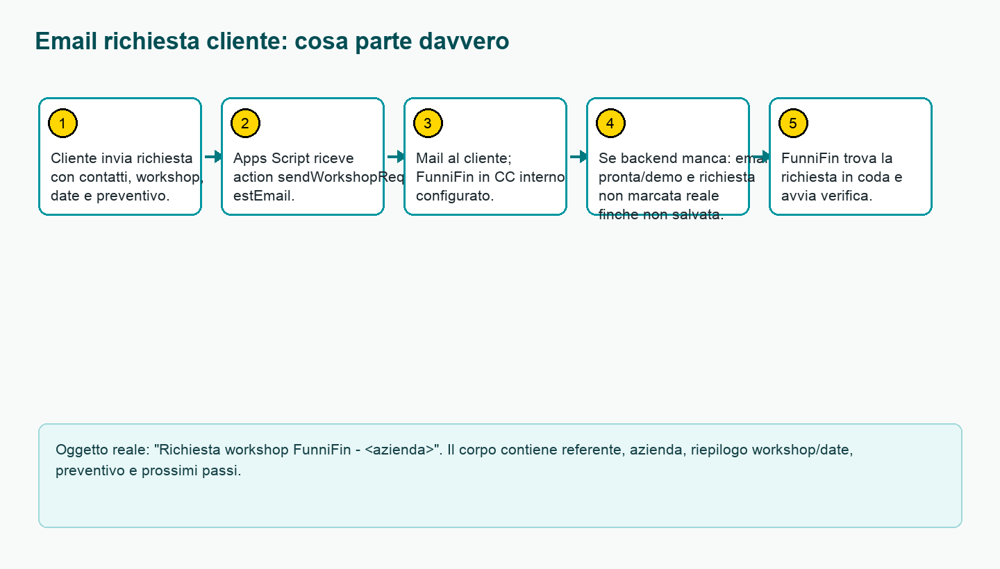 Email richiesta cliente: cosa parte davvero
1
Cliente invia richiesta
con contatti, workshop,
date e preventivo.
2
Apps Script riceve
action sendWorkshopRequ
estEmail.
3
Mail al cliente;
FunniFin in CC interno
configurato.
4
Se backend manca: email
pronta/demo e richiesta
non marcata reale
finche non salvata.
5
FunniFin trova la
richiesta in coda e
avvia verifica.
Oggetto reale: "Richiesta workshop FunniFin - <azienda>". Il corpo contiene referente, azienda, riepilogo workshop/date,
preventivo e prossimi passi.